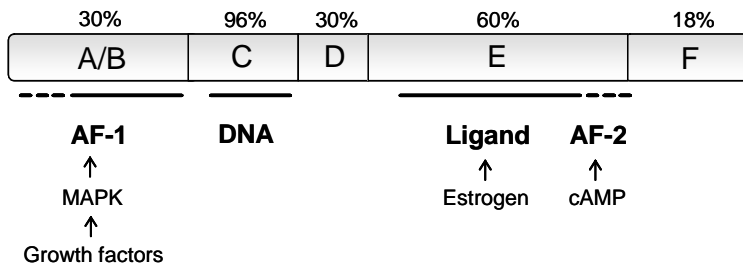 30% 96% 30% 60% 18%
A/B C D E F
AF-1 DNA Ligand AF-2
MAPK Estrogen cAMP
Growth factors